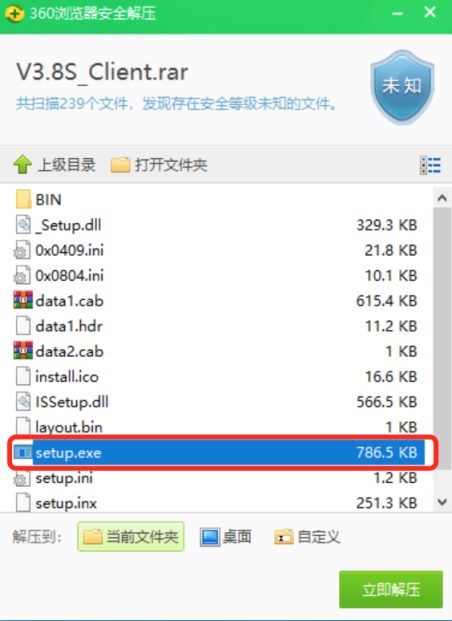 360浏览器安全解压
V3.8S_Client.rar
共扫描239个文件，发现存在安全等级未知的文件。
未知
上级目录 打开文件夹
BIN
_Setup.dll 329.3 KB
0x0409.ini 21.8 KB
0x0804.ini 10.1 KB
data1.cab 615.4 KB
data1.hdr 11.2 KB
data2.cab 1 KB
install.ico 16.6 KB
ISSetup.dll 566.5 KB
layout.bin 1 KB
setup.exe 786.5 KB
setup.ini 1.2 KB
setup.inx 251.3 KB
解压到： 当前文件夹 桌面 自定义
立即解压